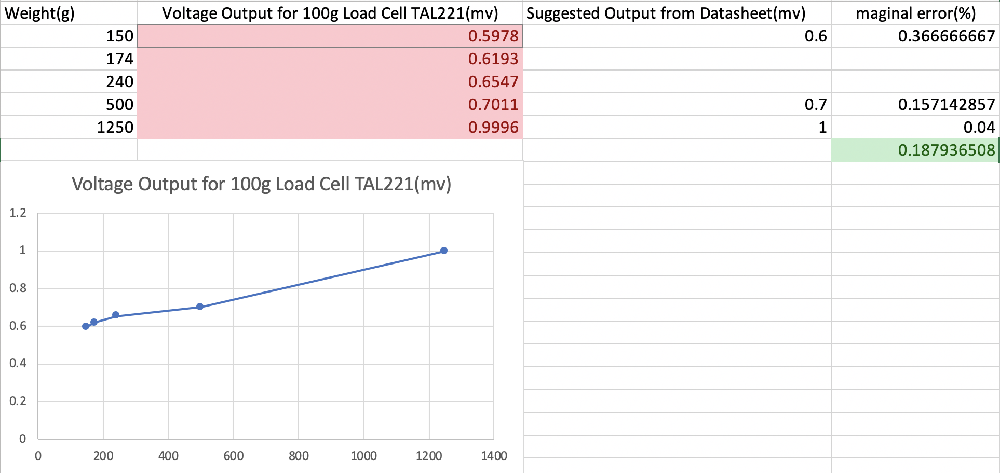 Weight(g) Voltage Output for 100g Load Cell TAL221(mv) Suggested Output from Datasheet(mv) maginal error(%)
150 0.5978 0.6 0.366666667
174 0.6193
240 0.6547
500 0.7011 0.7 0.157142857
1250 0.9996 1 0.04
0.187936508
Voltage Output for 100g Load Cell TAL221(mv)
1.2
1
0.8
0.6
0.4
0.2
0
0 200 400 600 800 1000 1200 1400